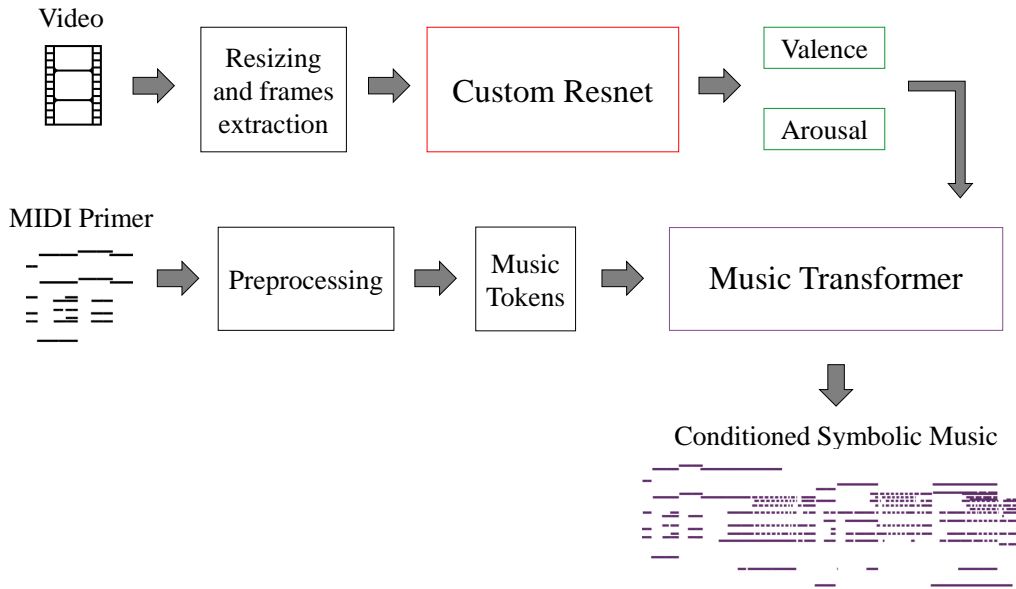 Video
Resizing
and frames
extraction
Custom Resnet
Valence
Arousal
MIDI Primer
Preprocessing
Music
Tokens
Music Transformer
Conditioned Symbolic Music